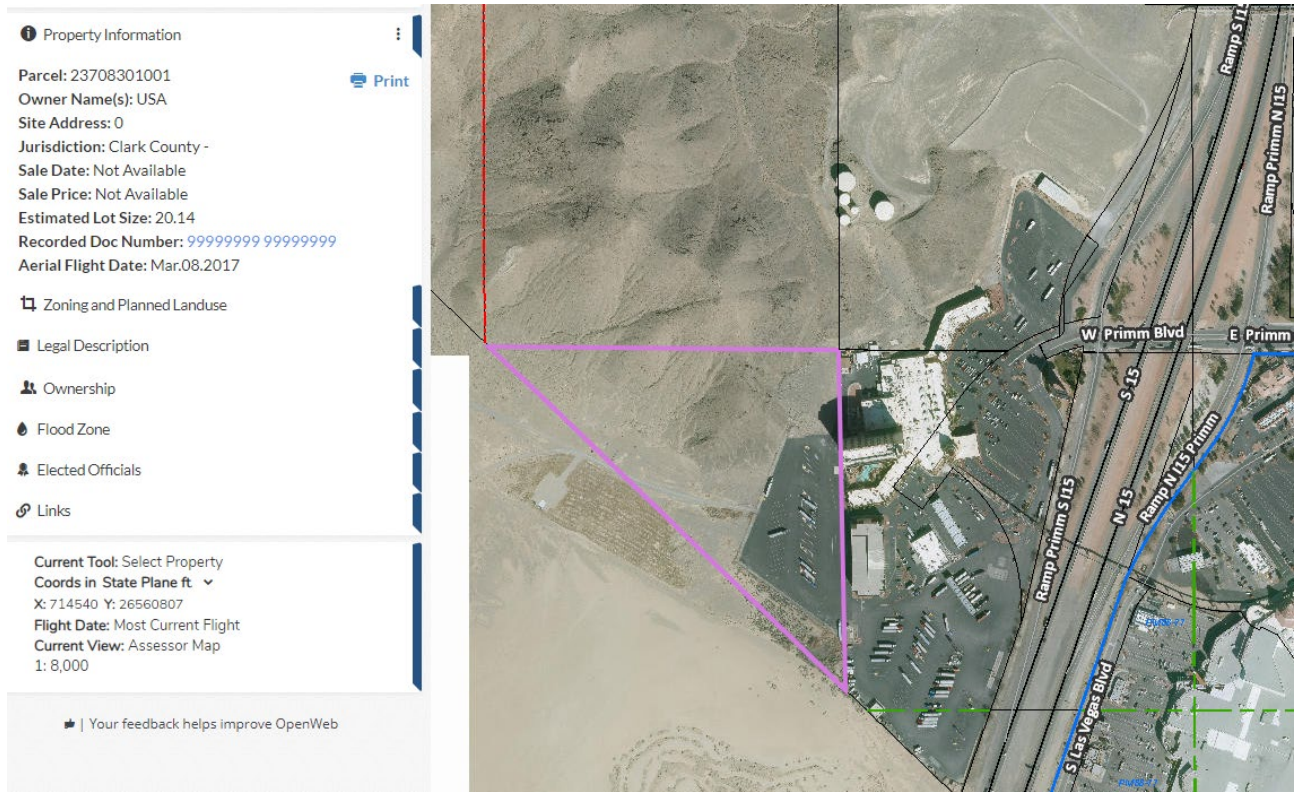 Property Information
Print
Parcel: 23708301001
Owner Name(s): USA
Site Address: 0
Jurisdiction: Clark County -
Sale Date: Not Available
Sale Price: Not Available
Estimated Lot Size: 20.14
Recorded Doc Number: 99999999 99999999
Aerial Flight Date: Mar.08.2017
Zoning and Planned Landuse
Legal Description
Ownership
Flood Zone
Elected Officials
Links
Current Tool: Select Property
Coords in State Plane ft
X: 714540 Y: 26560807
Flight Date: Most Current Flight
Current View: Assessor Map
1: 8,000
| Your feedback helps improve OpenWeb
Ramp S I15
Ramp Primm N I15
W Primm Blvd
E Primm
S 15
Ramp N I15 Primm
N 15
Ramp Primm S I15
S Las Vegas Blvd